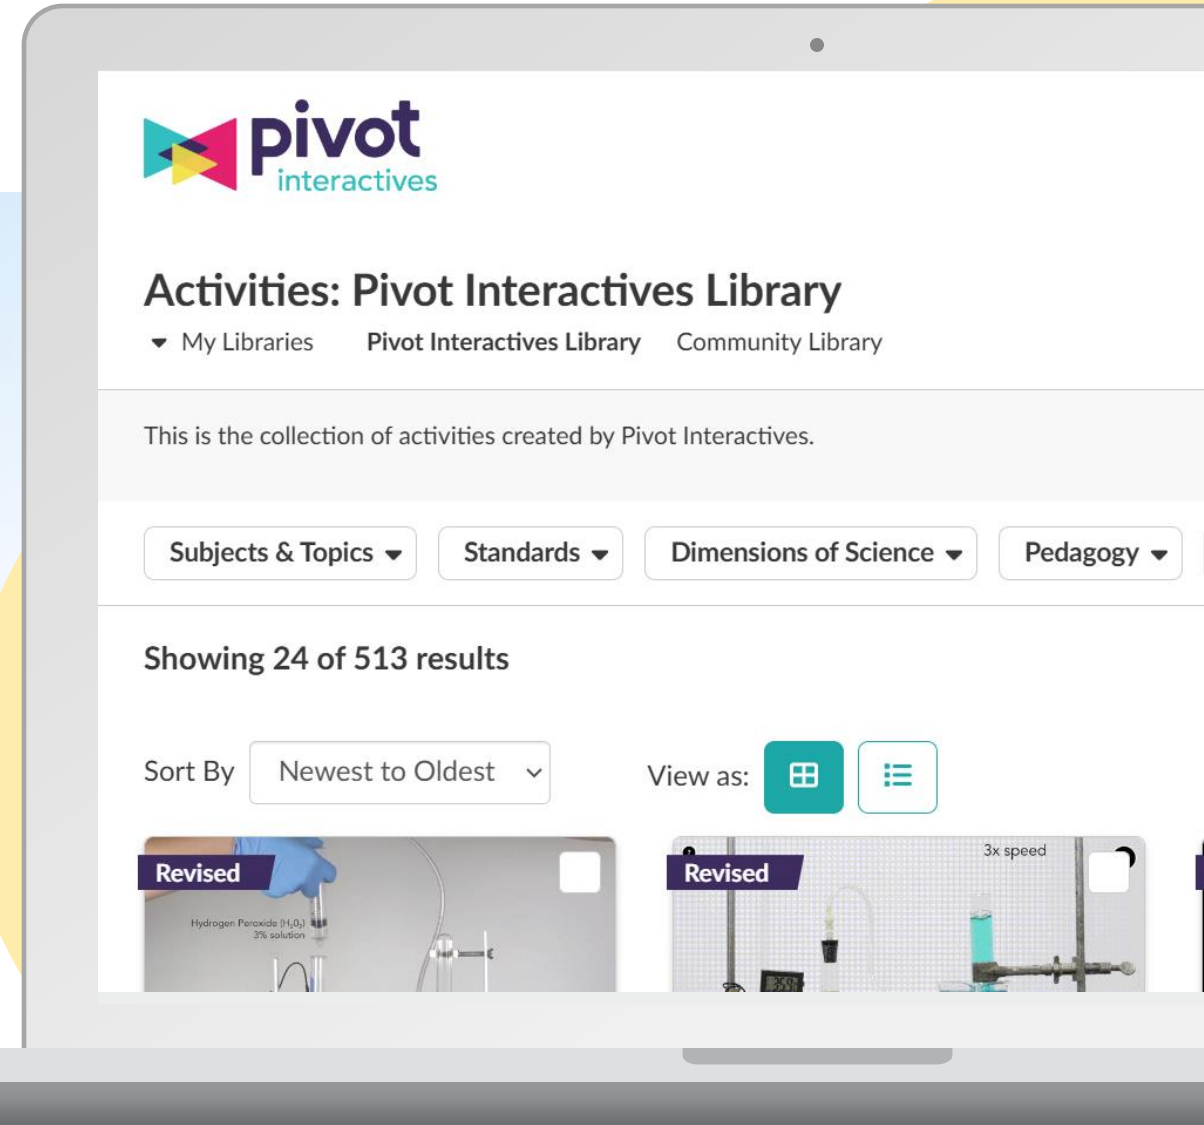 pivot
interactives
Activities: Pivot Interactives Library
My Libraries Pivot Interactives Library Community Library
This is the collection of activities created by Pivot Interactives.
Subjects & Topics Standards Dimensions of Science Pedagogy
Showing 24 of 513 results
Sort By Newest to Oldest View as:
Revised
Hydrogen Peroxide (H₂O₂)
3% solution
Revised
3x speed